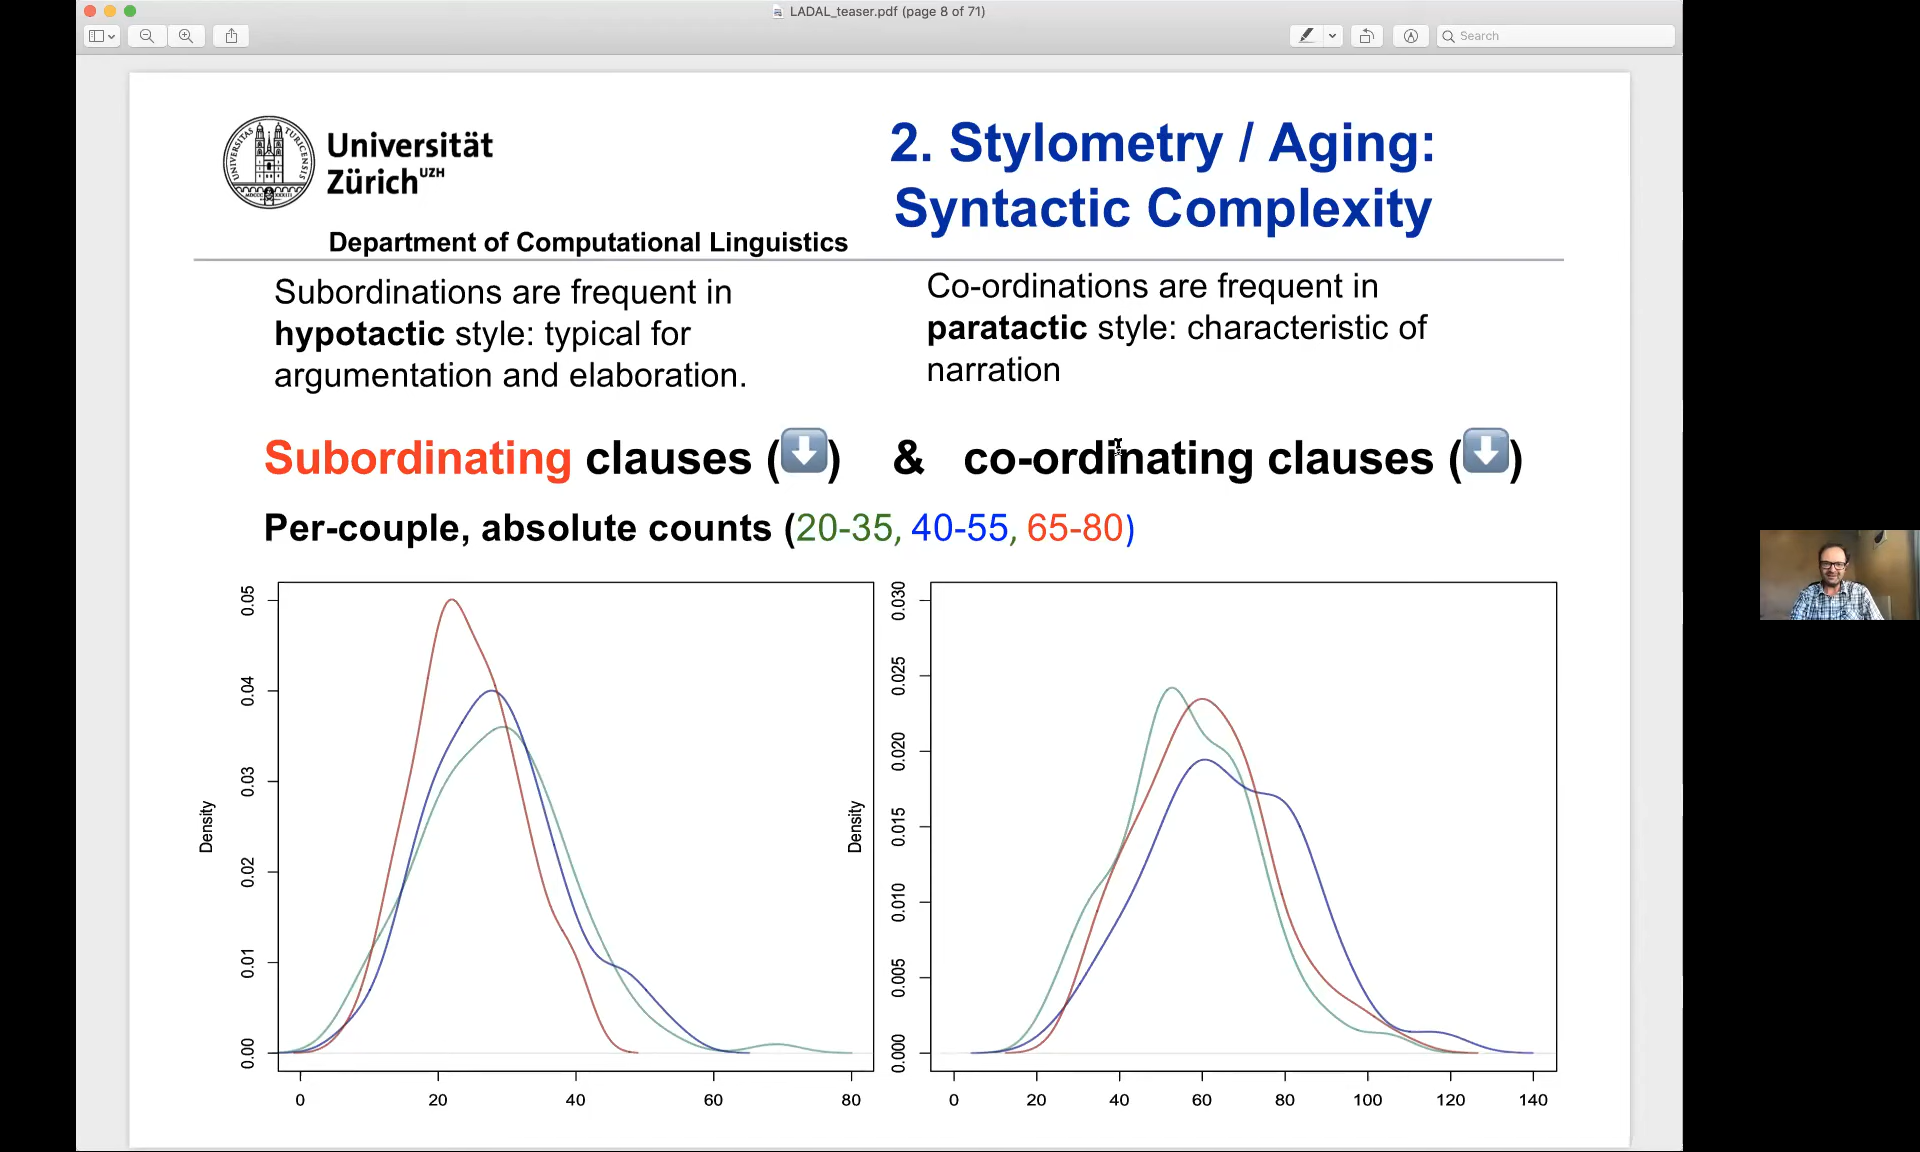 LADAL_teaser.pdf (page 8 of 71)
Search
Universität
Zürich UZH
Department of Computational Linguistics
2. Stylometry / Aging:
Syntactic Complexity
Subordinations are frequent in
hypotactic style: typical for
argumentation and elaboration.
Co-ordinations are frequent in
paratactic style: characteristic of
narration
Subordinating clauses (⬇) & co-ordinating clauses (⬇)
Per-couple, absolute counts (20-35, 40-55, 65-80)
Density
0.05
0.04
0.03
0.02
0.01
0.00
0 20 40 60 80
Density
0.030
0.025
0.020
0.015
0.010
0.005
0.000
0 20 40 60 80 100 120 140